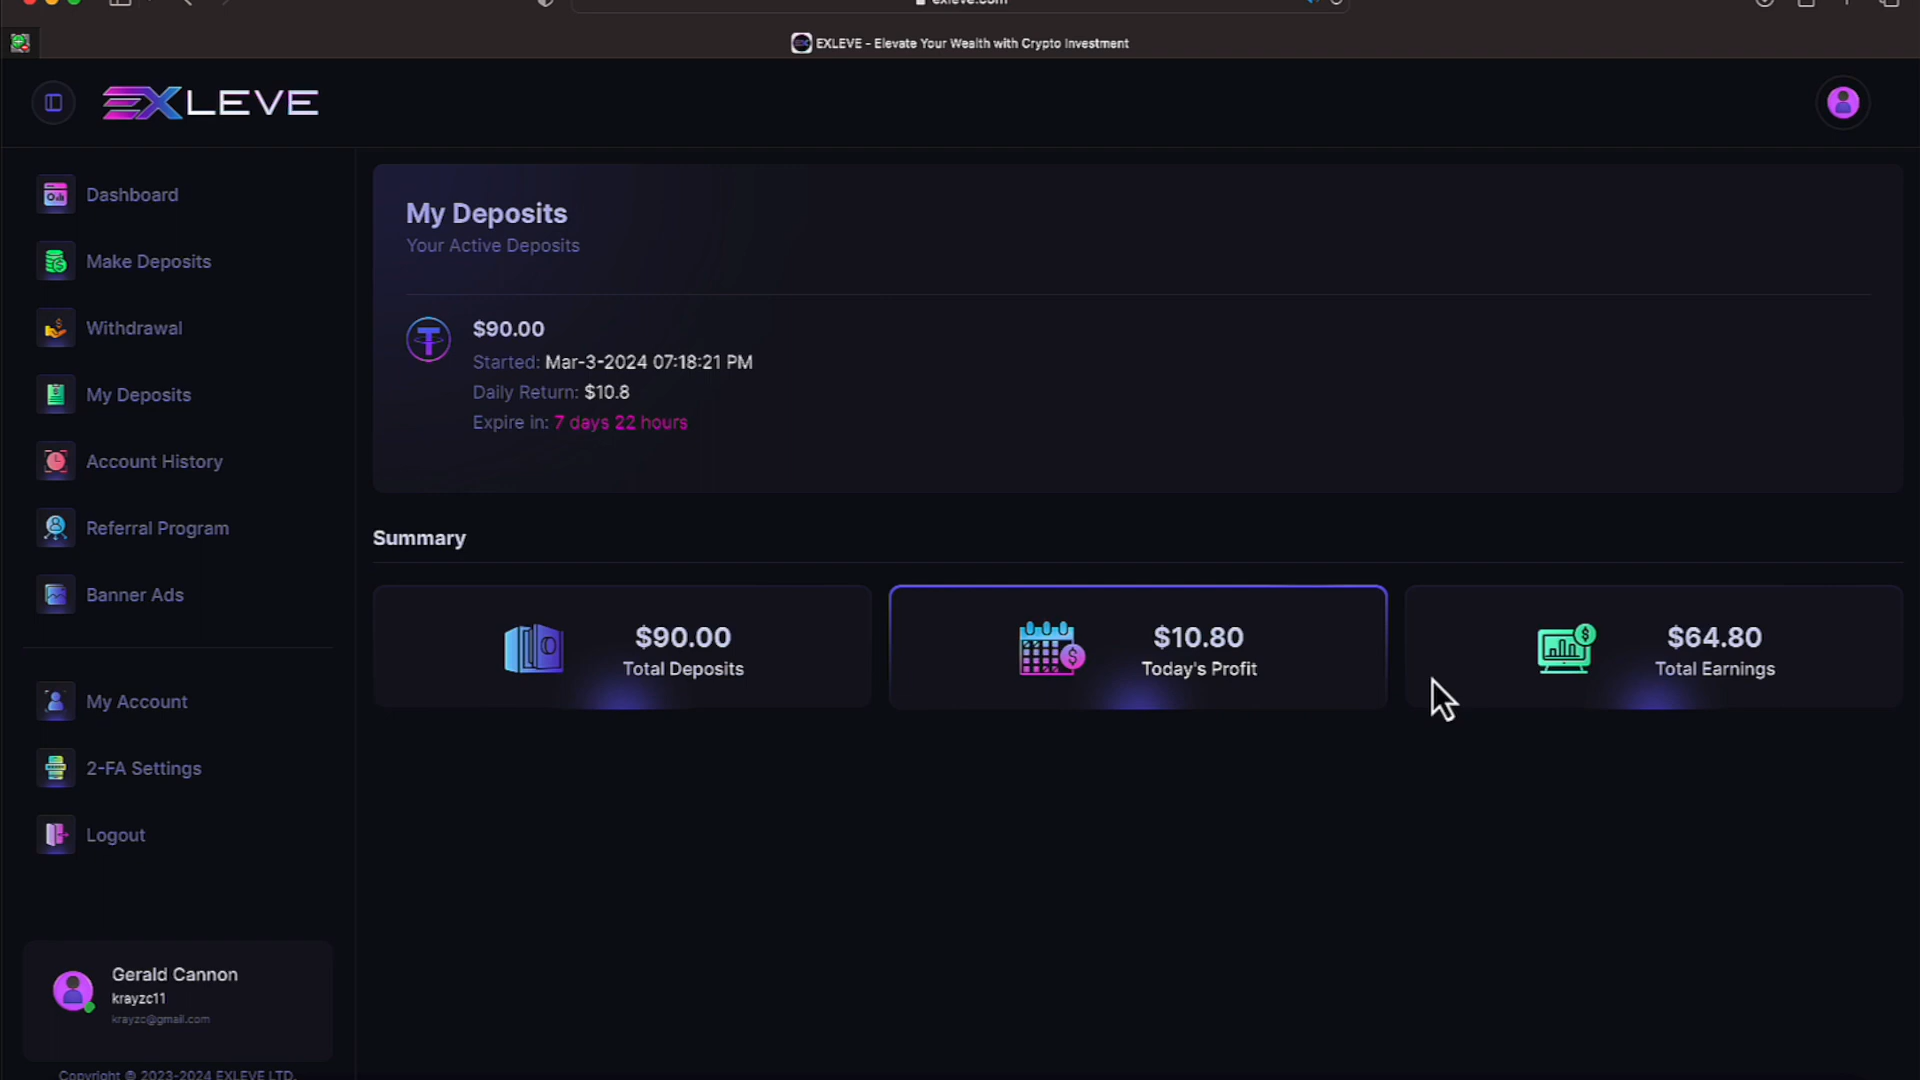 exleve.com
EXLEVE - Elevate Your Wealth with Crypto Investment
EXLEVE
Dashboard
Make Deposits
Withdrawal
My Deposits
Account History
Referral Program
Banner Ads
My Account
2-FA Settings
Logout
Gerald Cannon
krayzc11
krayzc@gmail.com
Copyright © 2023-2024 EXLEVE LTD.
My Deposits
Your Active Deposits
$90.00
Started: Mar-3-2024 07:18:21 PM
Daily Return: $10.8
Expire in: 7 days 22 hours
Summary
$90.00
Total Deposits
$10.80
Today's Profit
$64.80
Total Earnings